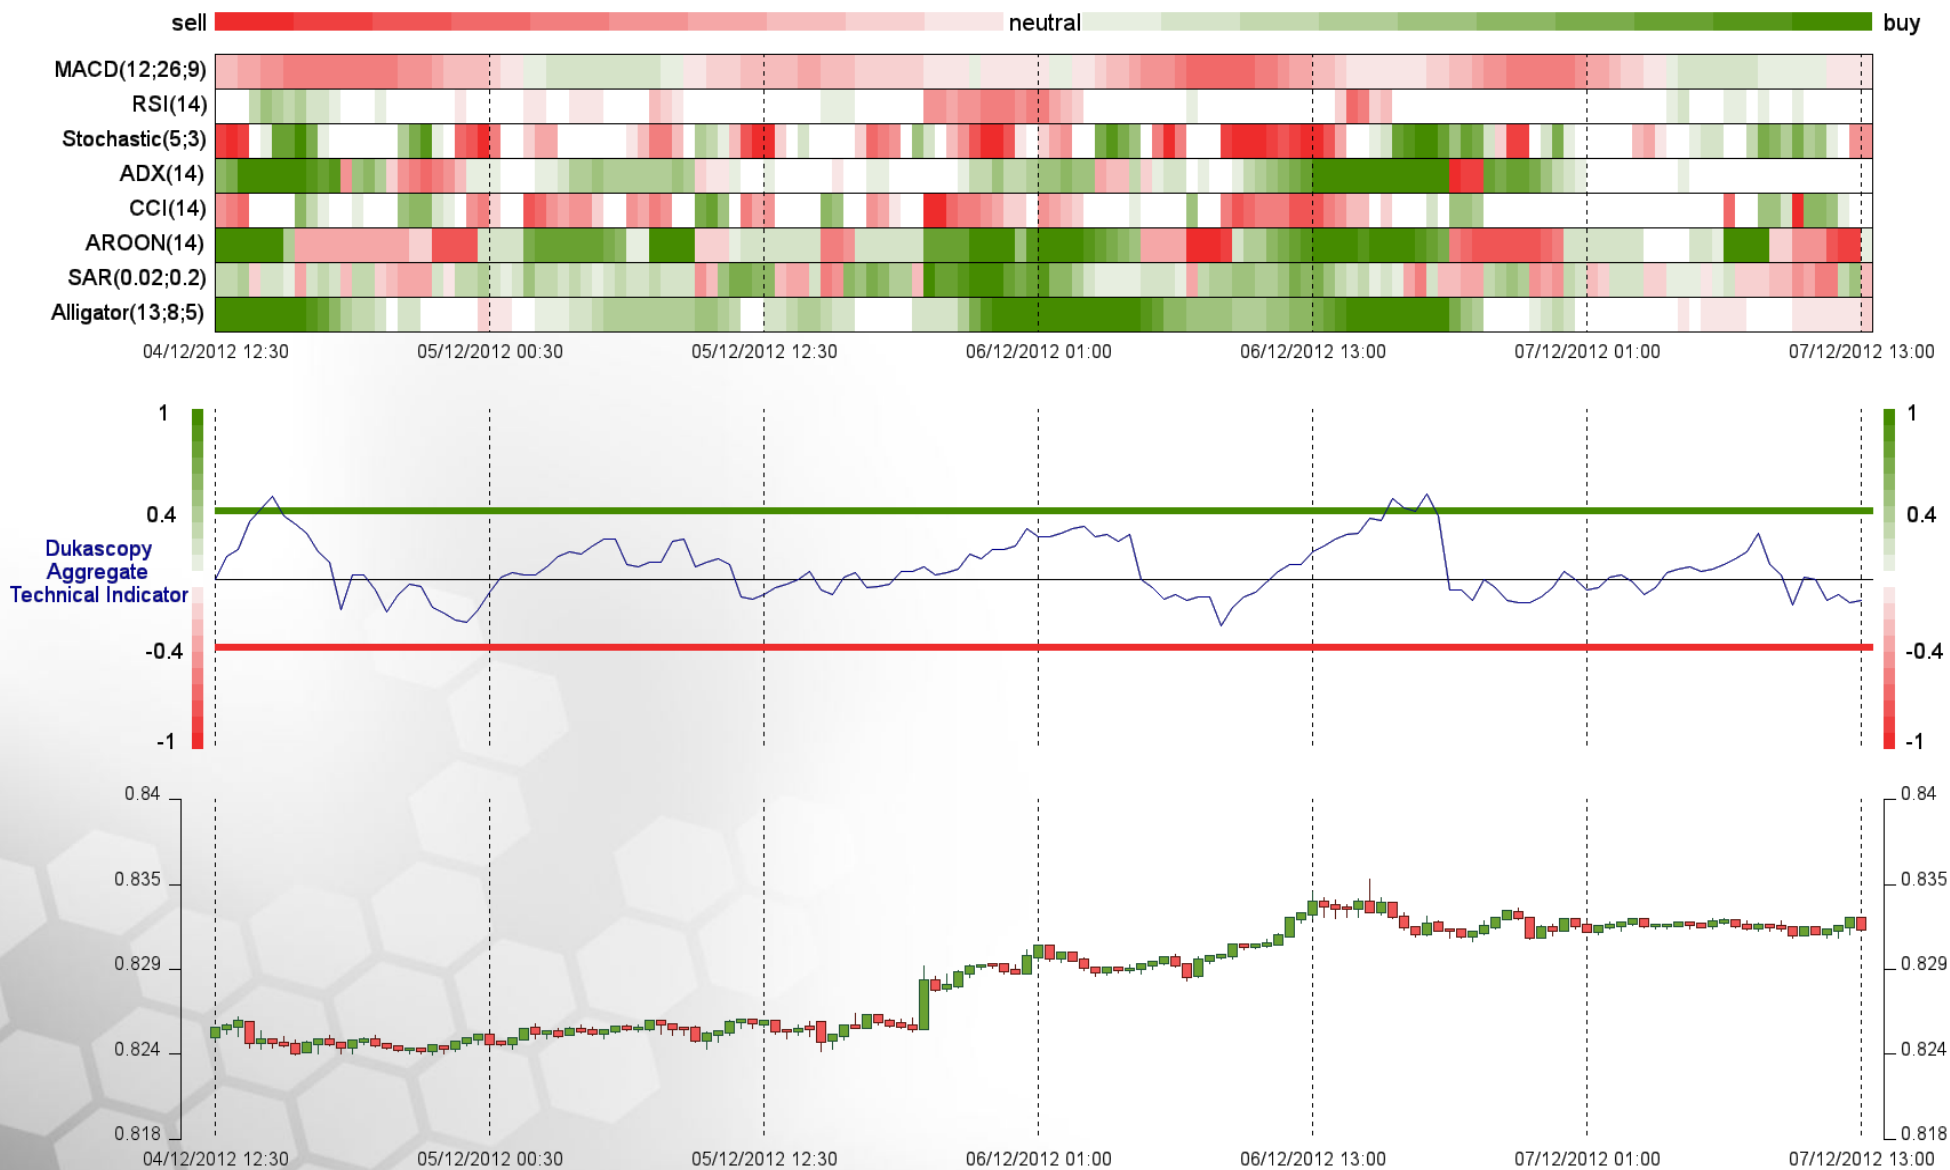 sell neutral buy
MACD(12;26;9)
RSI(14)
Stochastic(5;3)
ADX(14)
CCI(14)
AROON(14)
SAR(0.02;0.2)
Alligator(13;8;5)
04/12/2012 12:30 05/12/2012 00:30 05/12/2012 12:30 06/12/2012 01:00 06/12/2012 13:00 07/12/2012 01:00 07/12/2012 13:00
1 1
0.4 0.4
Dukascopy
Aggregate
Technical Indicator
-0.4 -0.4
-1 -1
0.84 0.84
0.835 0.835
0.829 0.829
0.824 0.824
0.818 0.818
04/12/2012 12:30 05/12/2012 00:30 05/12/2012 12:30 06/12/2012 01:00 06/12/2012 13:00 07/12/2012 01:00 07/12/2012 13:00